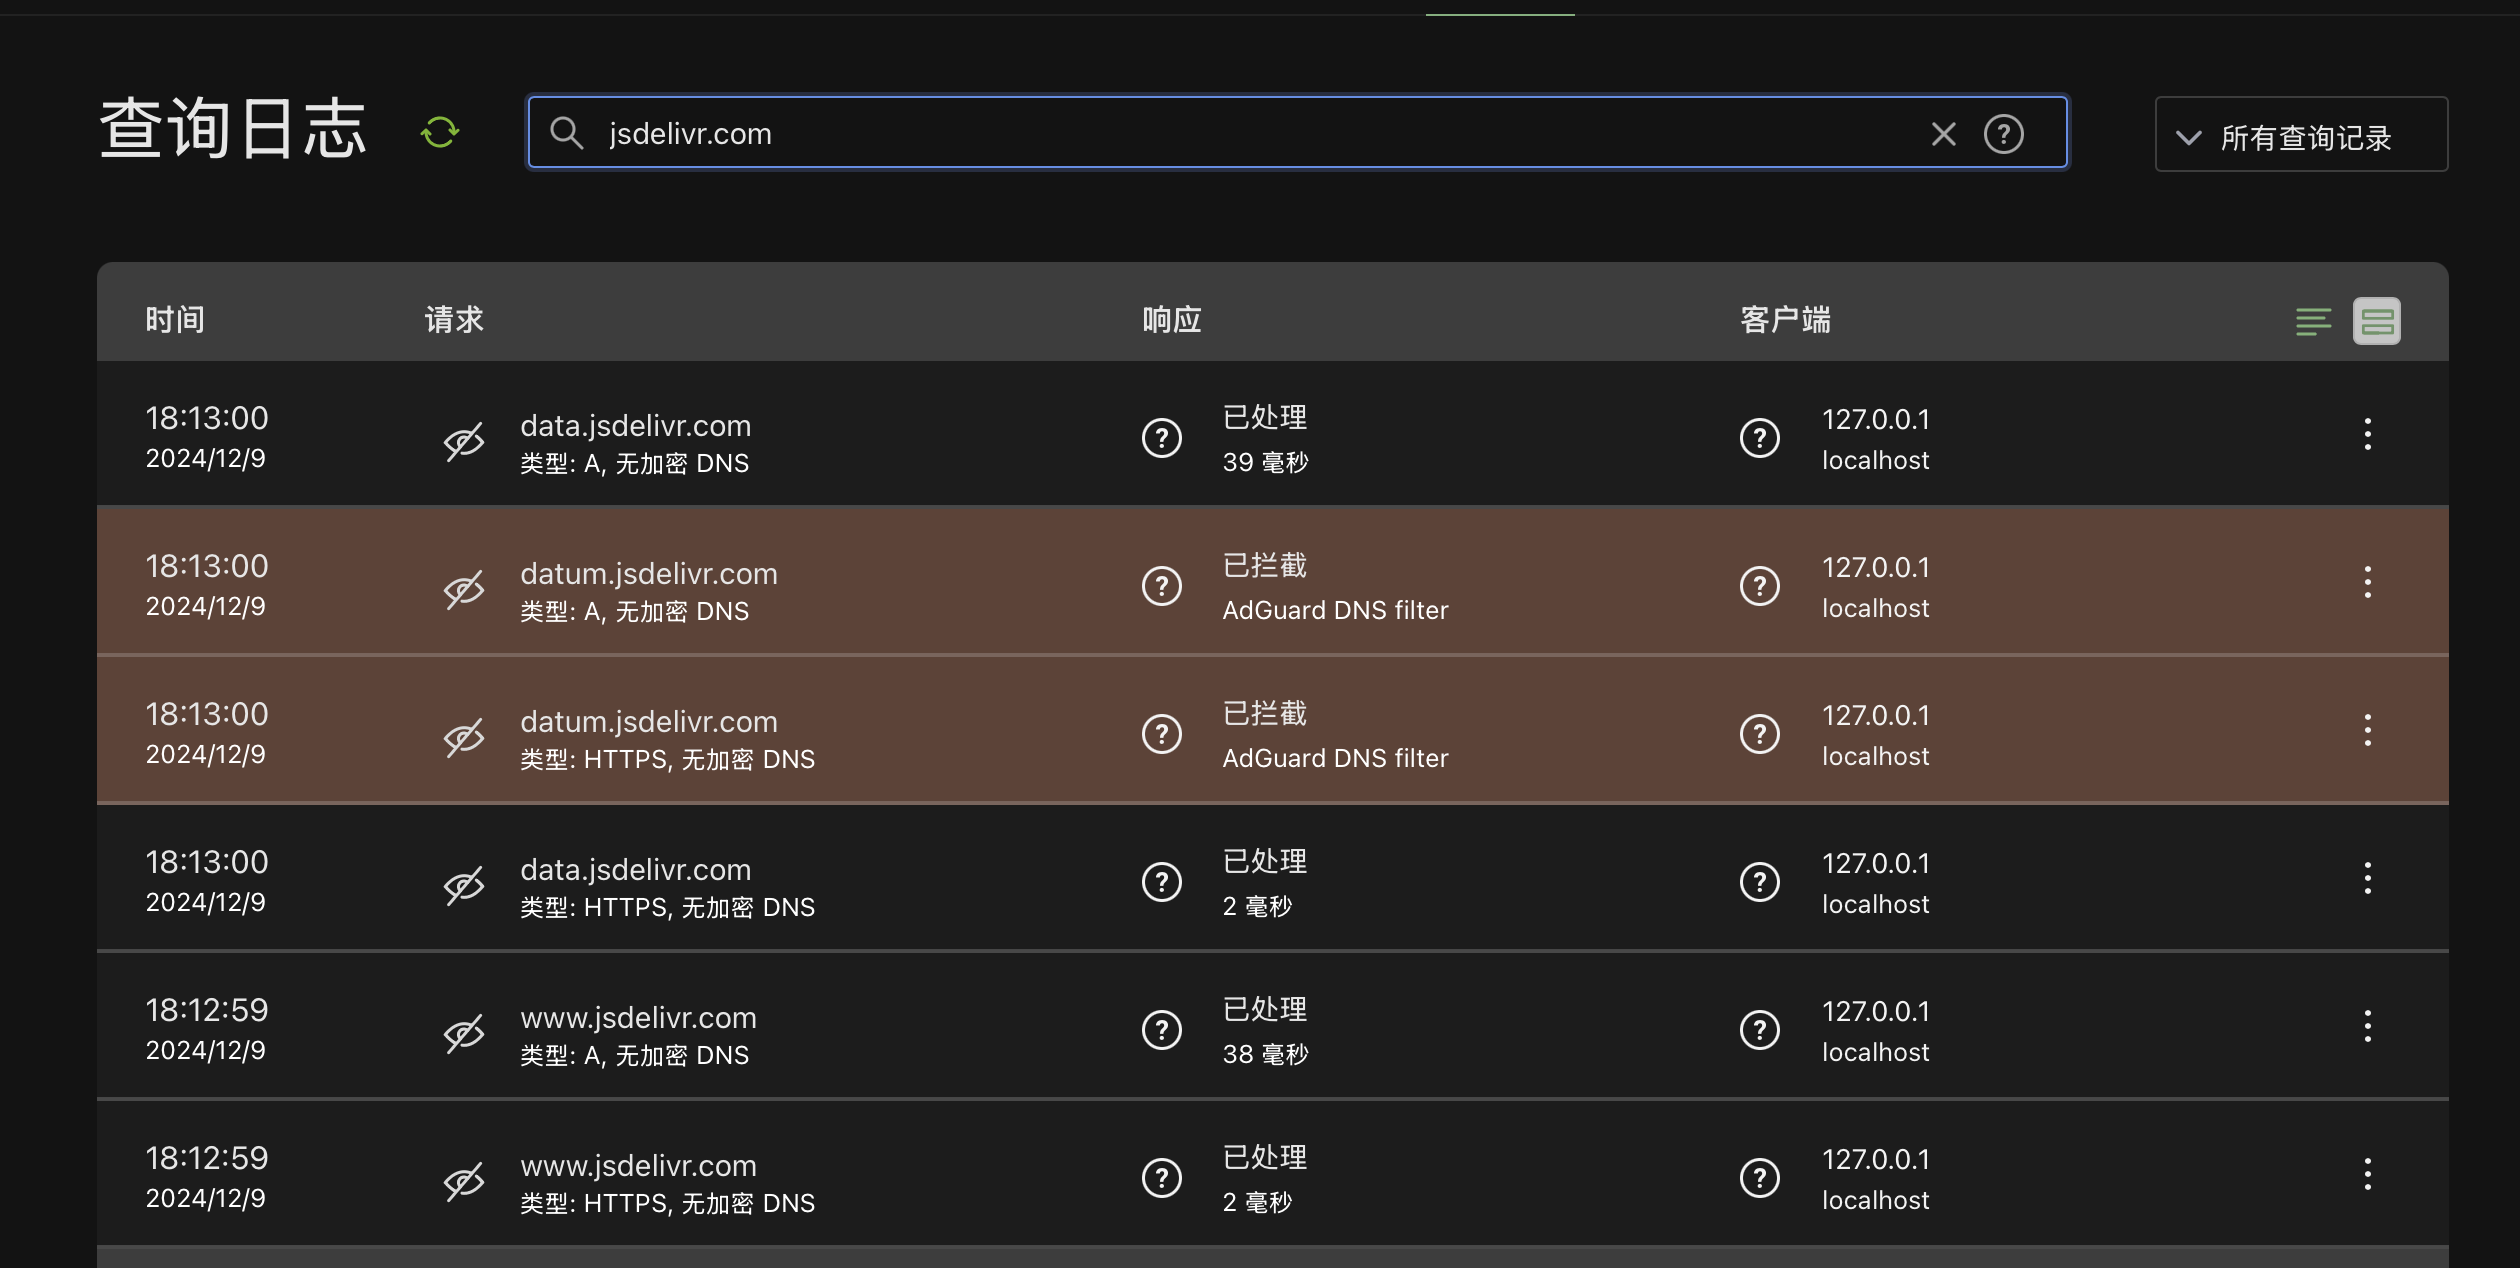 查询日志
jsdelivr.com
所有查询记录
时间 请求 响应 客户端
18:13:00 data.jsdelivr.com 已处理 127.0.0.1
2024/12/9 类型: A, 无加密 DNS 39 毫秒 localhost
18:13:00 datum.jsdelivr.com 已拦截 127.0.0.1
2024/12/9 类型: A, 无加密 DNS AdGuard DNS filter localhost
18:13:00 datum.jsdelivr.com 已拦截 127.0.0.1
2024/12/9 类型: HTTPS, 无加密 DNS AdGuard DNS filter localhost
18:13:00 data.jsdelivr.com 已处理 127.0.0.1
2024/12/9 类型: HTTPS, 无加密 DNS 2 毫秒 localhost
18:12:59 www.jsdelivr.com 已处理 127.0.0.1
2024/12/9 类型: A, 无加密 DNS 38 毫秒 localhost
18:12:59 www.jsdelivr.com 已处理 127.0.0.1
2024/12/9 类型: HTTPS, 无加密 DNS 2 毫秒 localhost